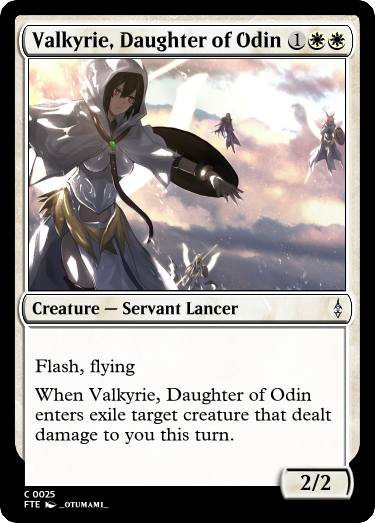 Valkyrie, Daughter of Odin 1
Creature — Servant Lancer
Flash, flying
When Valkyrie, Daughter of Odin
enters exile target creature that dealt
damage to you this turn.
2/2
C 0025
FTE _OTUMAMI_